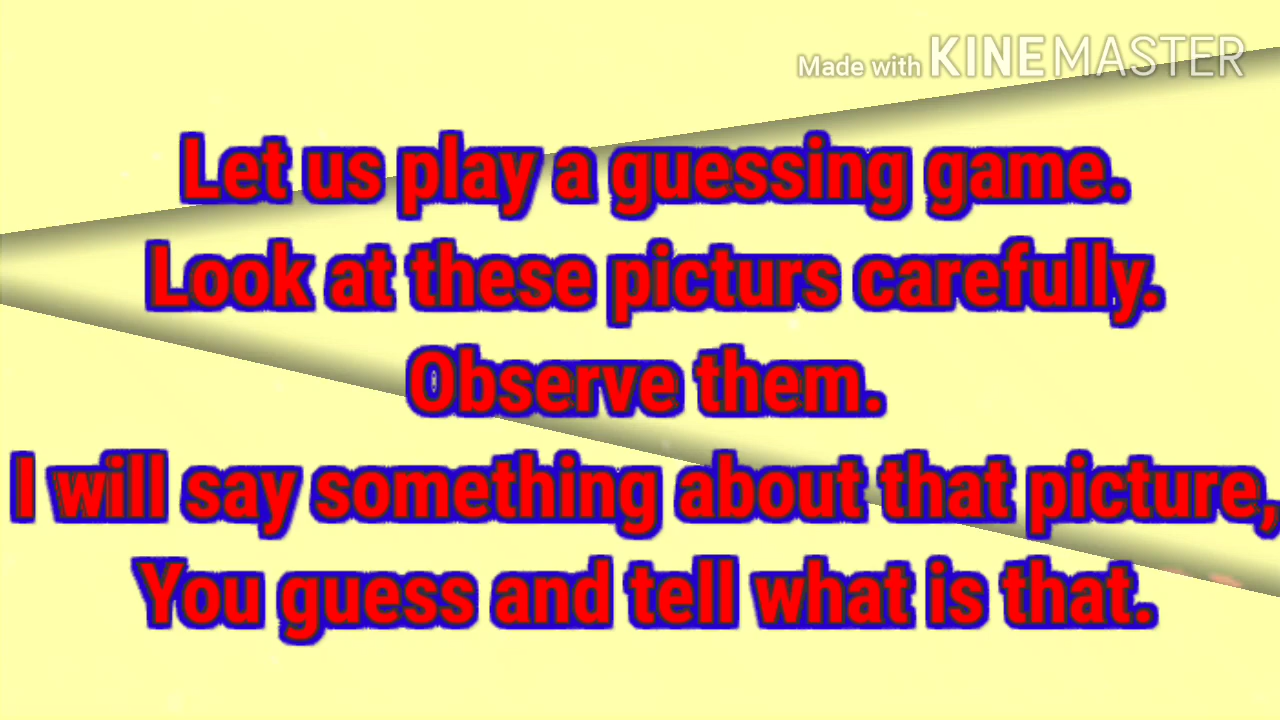 Made with KINEMASTER
Let us play a guessing game.
Look at these picturs carefully.
Observe them.
I will say something about that picture,
You guess and tell what is that.